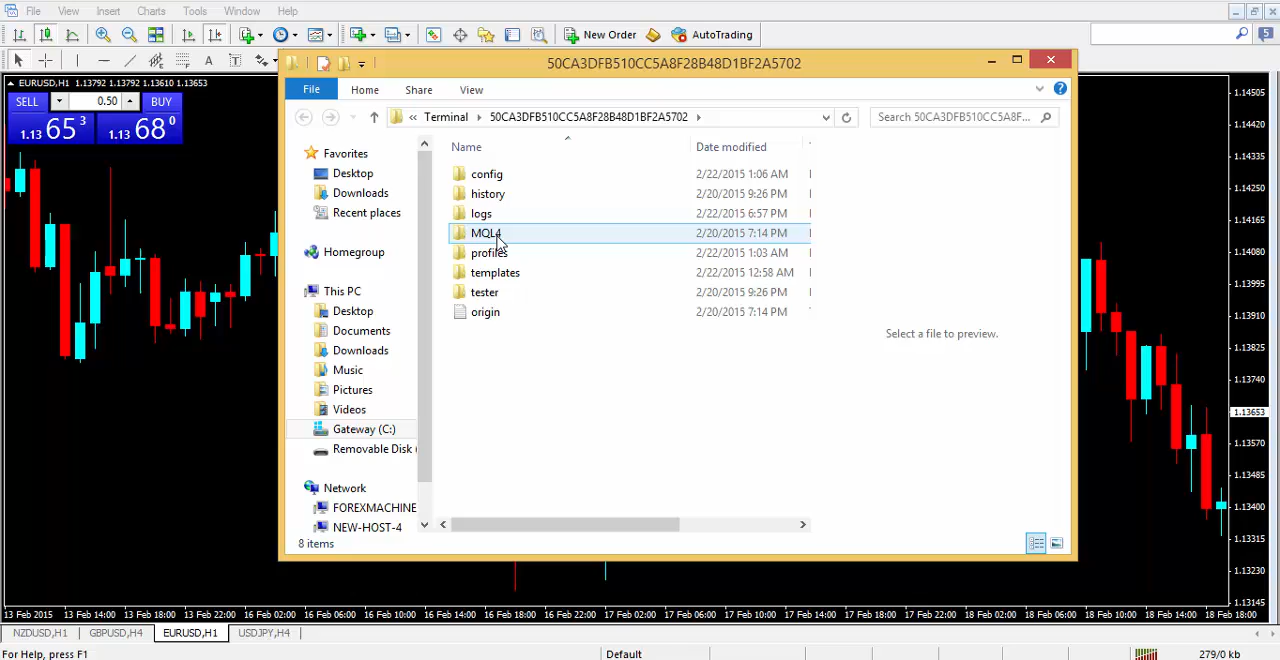 File View Insert Charts Tools Window Help
New Order AutoTrading
5
A T
EURUSD,H1 1.13792 1.13792 1.13610 1.13653
SELL 0.50 BUY
1.13 65 3 1.13 68 0
50CA3DFB510CC5A8F28B48D1BF2A5702
File Home Share View
« Terminal 50CA3DFB510CC5A8F28B48D1BF2A5702
Search 50CA3DFB510CC5A8F...
Favorites
Desktop
Downloads
Recent places
Homegroup
This PC
Desktop
Documents
Downloads
Music
Pictures
Videos
Gateway (C:)
Removable Disk
Network
FOREXMACHINE
NEW-HOST-4
Name Date modified
config 2/22/2015 1:06 AM
history 2/20/2015 9:26 PM
logs 2/22/2015 6:57 PM
MQL4 2/20/2015 7:14 PM
profiles 2/22/2015 1:03 AM
templates 2/22/2015 12:58 AM
tester 2/20/2015 9:26 PM
origin 2/20/2015 7:14 PM
Select a file to preview.
8 items
1.14505
1.14420
1.14335
1.14250
1.14165
1.14080
1.13995
1.13910
1.13825
1.13740
1.13653
1.13570
1.13485
1.13400
1.13315
1.13230
1.13145
13 Feb 2015 13 Feb 14:00 13 Feb 18:00 13 Feb 22:00 16 Feb 02:00 16 Feb 06:00 16 Feb 10:00 16 Feb 14:00 16 Feb 18:00 16 Feb 22:00 17 Feb 02:00 17 Feb 06:00 17 Feb 10:00 17 Feb 14:00 17 Feb 18:00 17 Feb 22:00 18 Feb 02:00 18 Feb 06:00 18 Feb 10:00 18 Feb 14:00 18 Feb 18:00
NZDUSD,H1 GBPUSD,H4 EURUSD,H1 USDJPY,H4
For Help, press F1 Default 279/0 kb